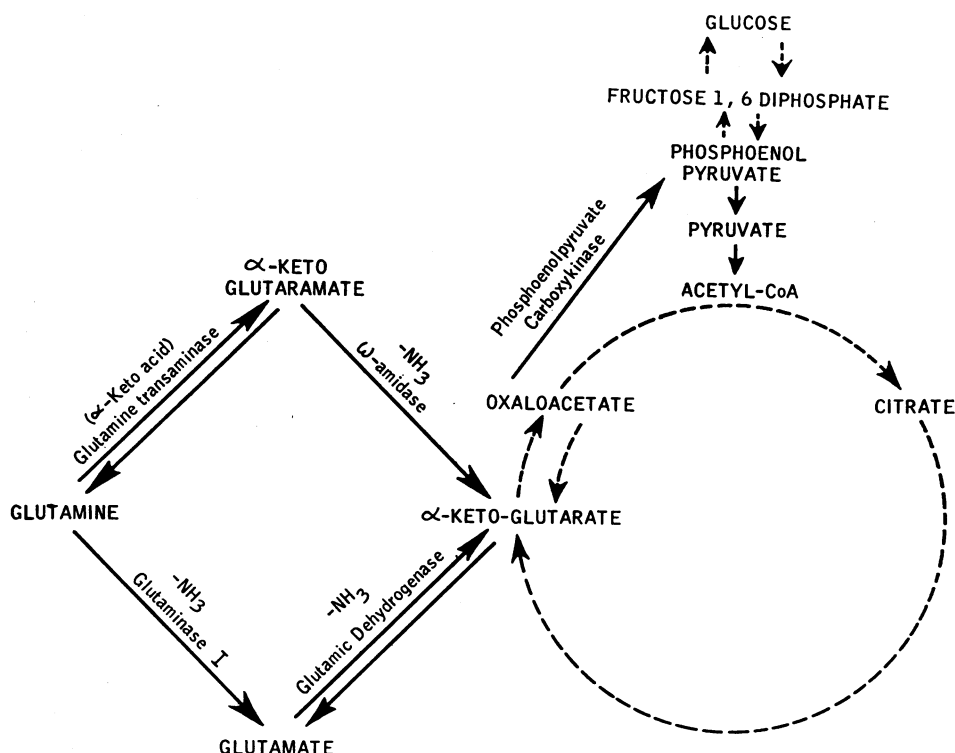 GLUCOSE
FRUCTOSE 1, 6 DIPHOSPHATE
PHOSPHOENOL
PYRUVATE
PYRUVATE
ACETYL-CoA
Phosphoenolpyruvate
Carboxykinase
α-KETO
GLUTARAMATE
(α-Keto acid)
Glutamine transaminase
-NH3
ω-amidase
OXALOACETATE
CITRATE
GLUTAMINE
α-KETO-GLUTARATE
-NH3
Glutaminase I
-NH3
Glutamic Dehydrogenase
GLUTAMATE